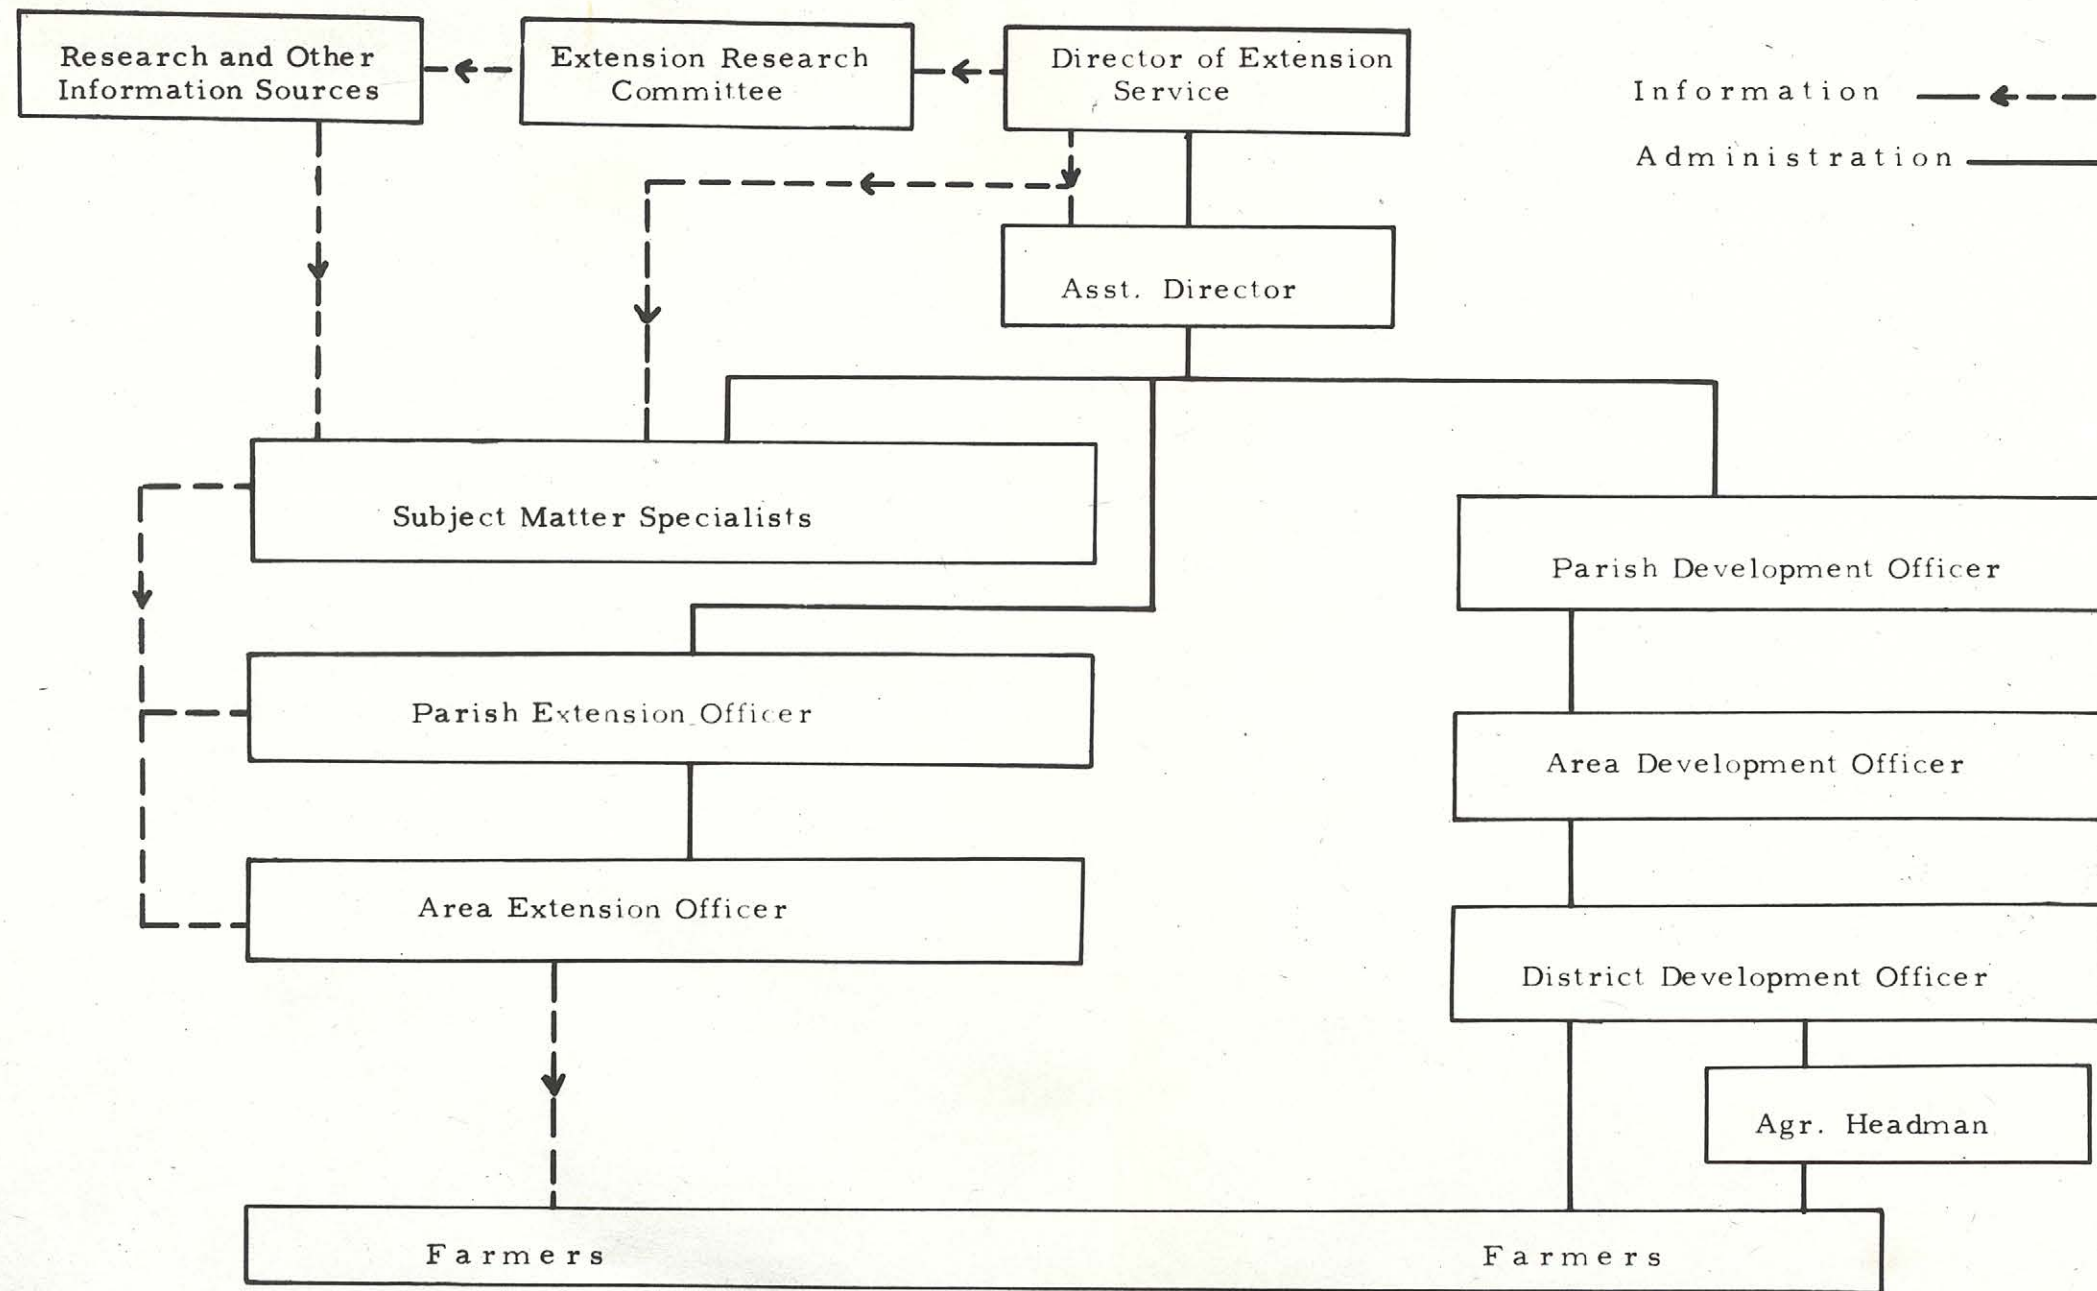 Research and Other
Information Sources
Extension Research
Committee
Director of Extension
Service
Information
Administration
Asst. Director
Subject Matter Specialists
Parish Development Officer
Parish Extension Officer
Area Development Officer
Area Extension Officer
District Development Officer
Agr. Headman
Farmers
Farmers